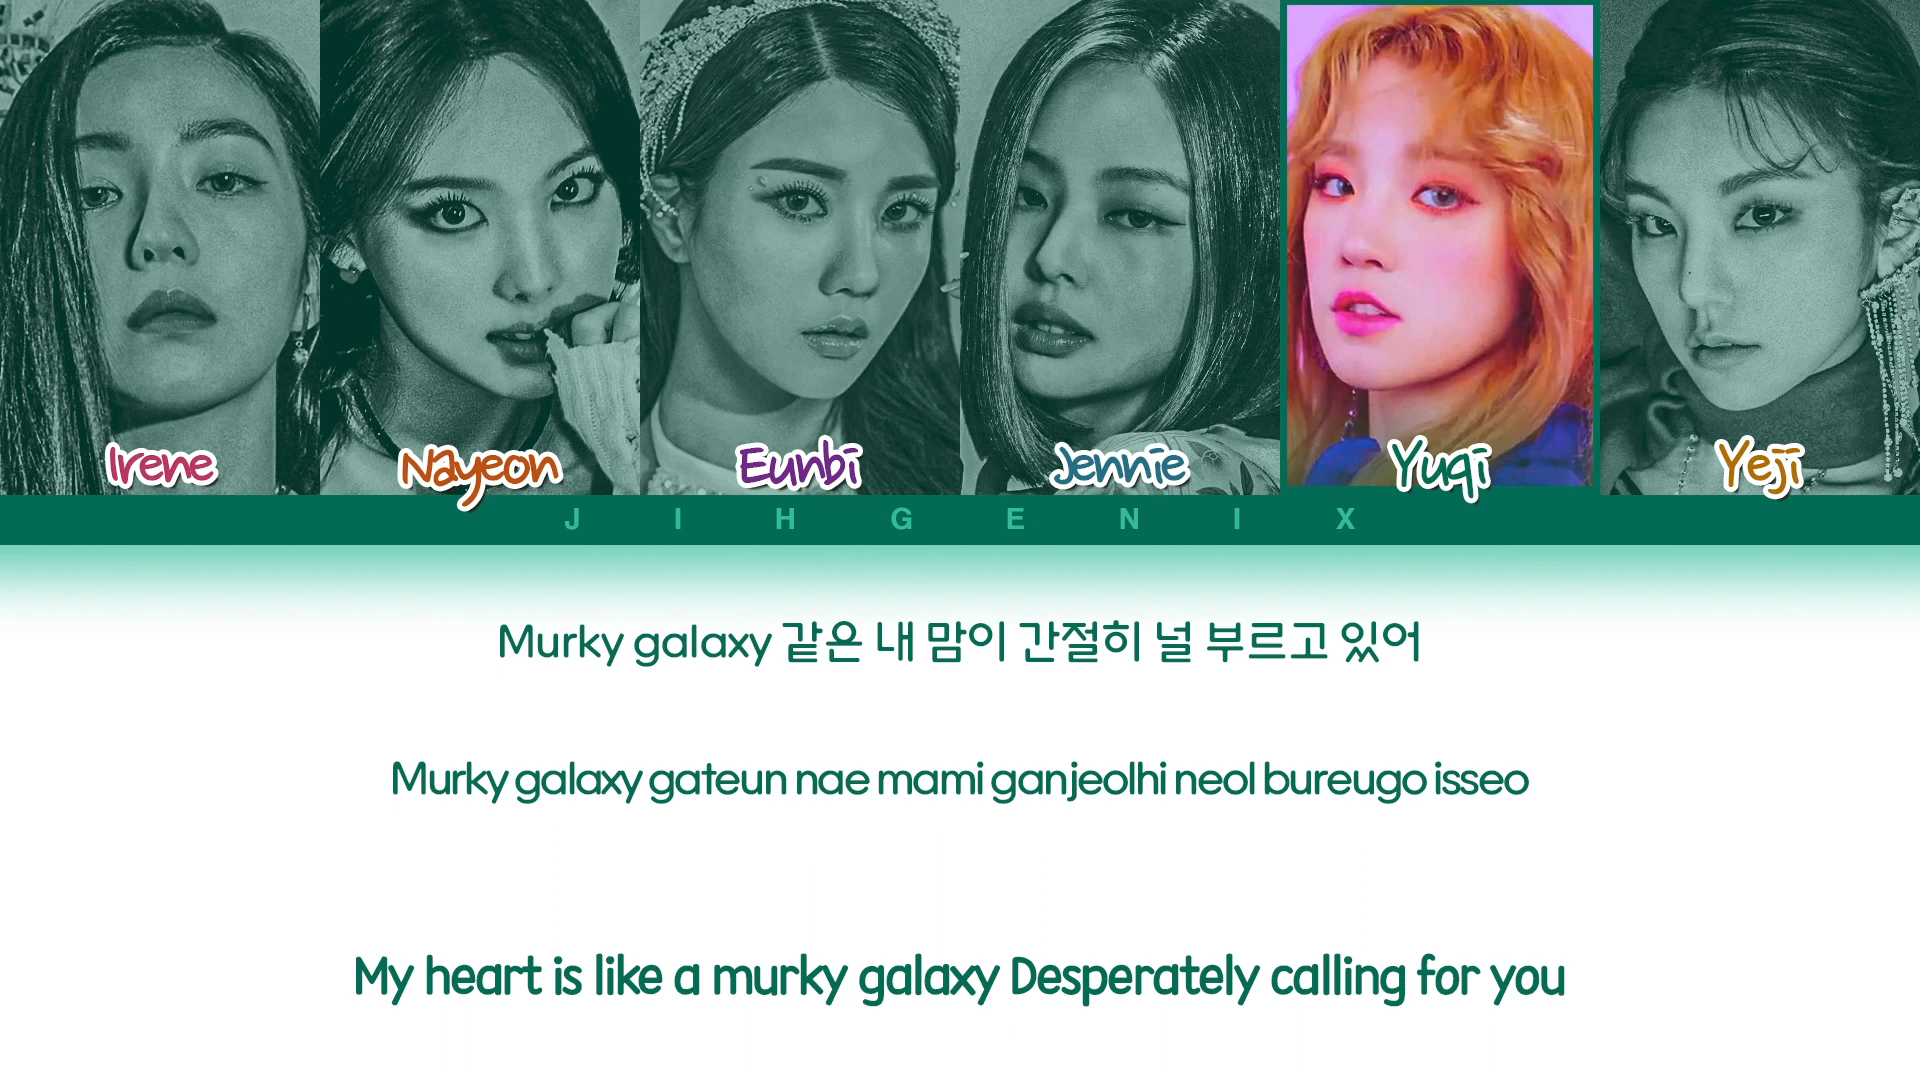 Irene Nayeon Eunbi Jennie Yuqi Yeji
J I H G E N I X
Murky galaxy 같은 내 맘이 간절히 널 부르고 있어
Murky galaxy gateun nae mami ganjeolhi neol bureugo isseo
My heart is like a murky galaxy Desperately calling for you